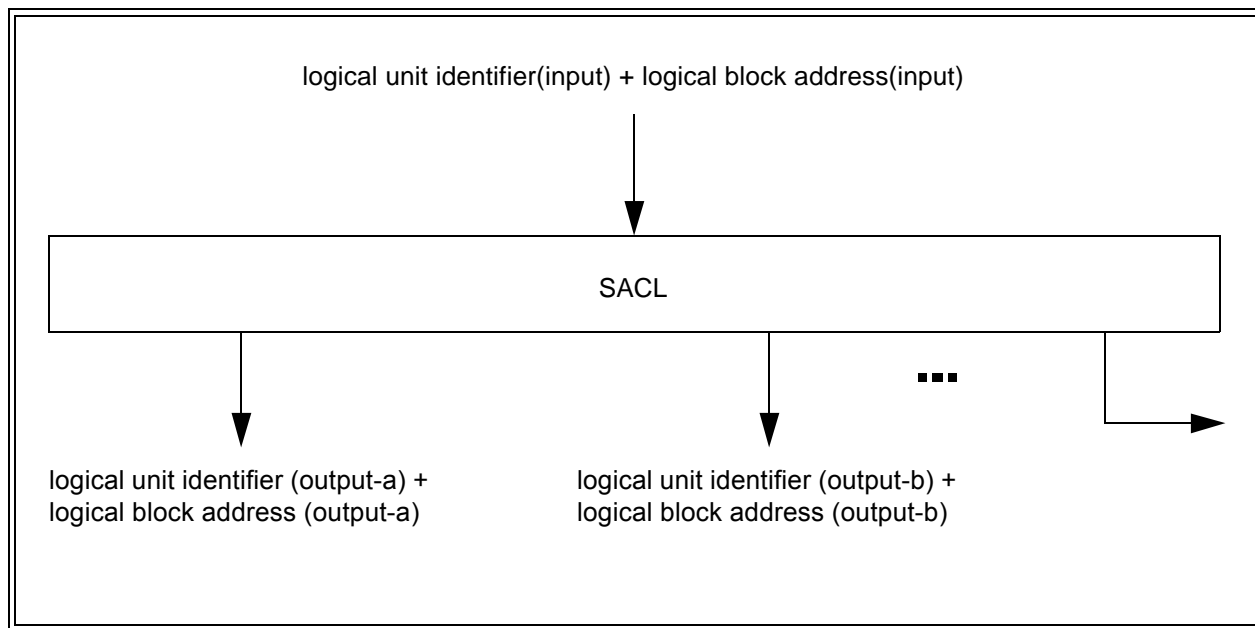 logical unit identifier(input) + logical block address(input)
SACL
logical unit identifier (output-a) +
logical block address (output-a)
logical unit identifier (output-b) +
logical block address (output-b)